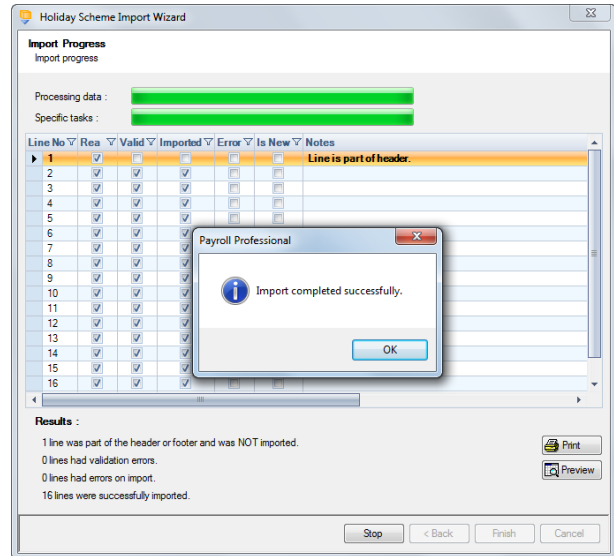 Holiday Scheme Import Wizard
Import Progress
Import progress
Processing data :
Specific tasks :
Line No Rea Valid Imported Error Is New Notes
1 Line is part of header.
2
3
4
5
6
7
8
9
10
11
12
13
14
15
16
Payroll Professional
Import completed successfully.
OK
Results :
1 line was part of the header or footer and was NOT imported.
0 lines had validation errors.
0 lines had errors on import.
16 lines were successfully imported.
Print
Preview
Stop
< Back
Finish
Cancel